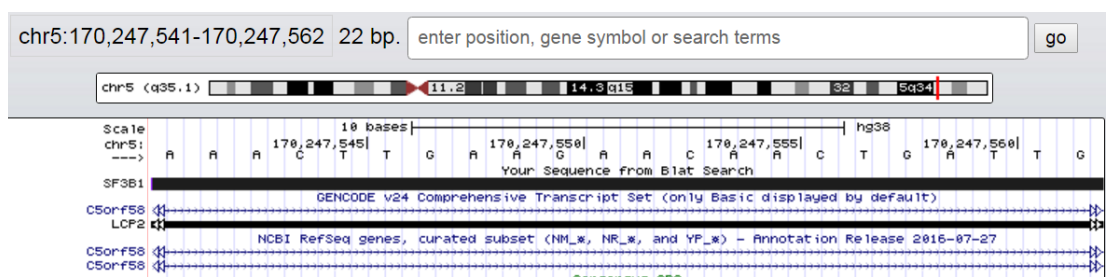 chr5:170,247,541-170,247,562 22 bp. enter position, gene symbol or search terms go
chr5 (q35.1) 11.2 14.3 q15 32 5q34
Scale 10 bases hg38
chr5: 170,247,545| 170,247,550| 170,247,555| 170,247,560|
---> A A A C T T G A A G A A C A A C T G A T T G
Your Sequence from Blat Search
SF3B1
GENCODE v24 Comprehensive Transcript Set (only Basic displayed by default)
C5orf58
LCP2
NCBI RefSeq genes, curated subset (NM_*, NR_*, and YP_*) - Annotation Release 2016-07-27
C5orf58
C5orf58